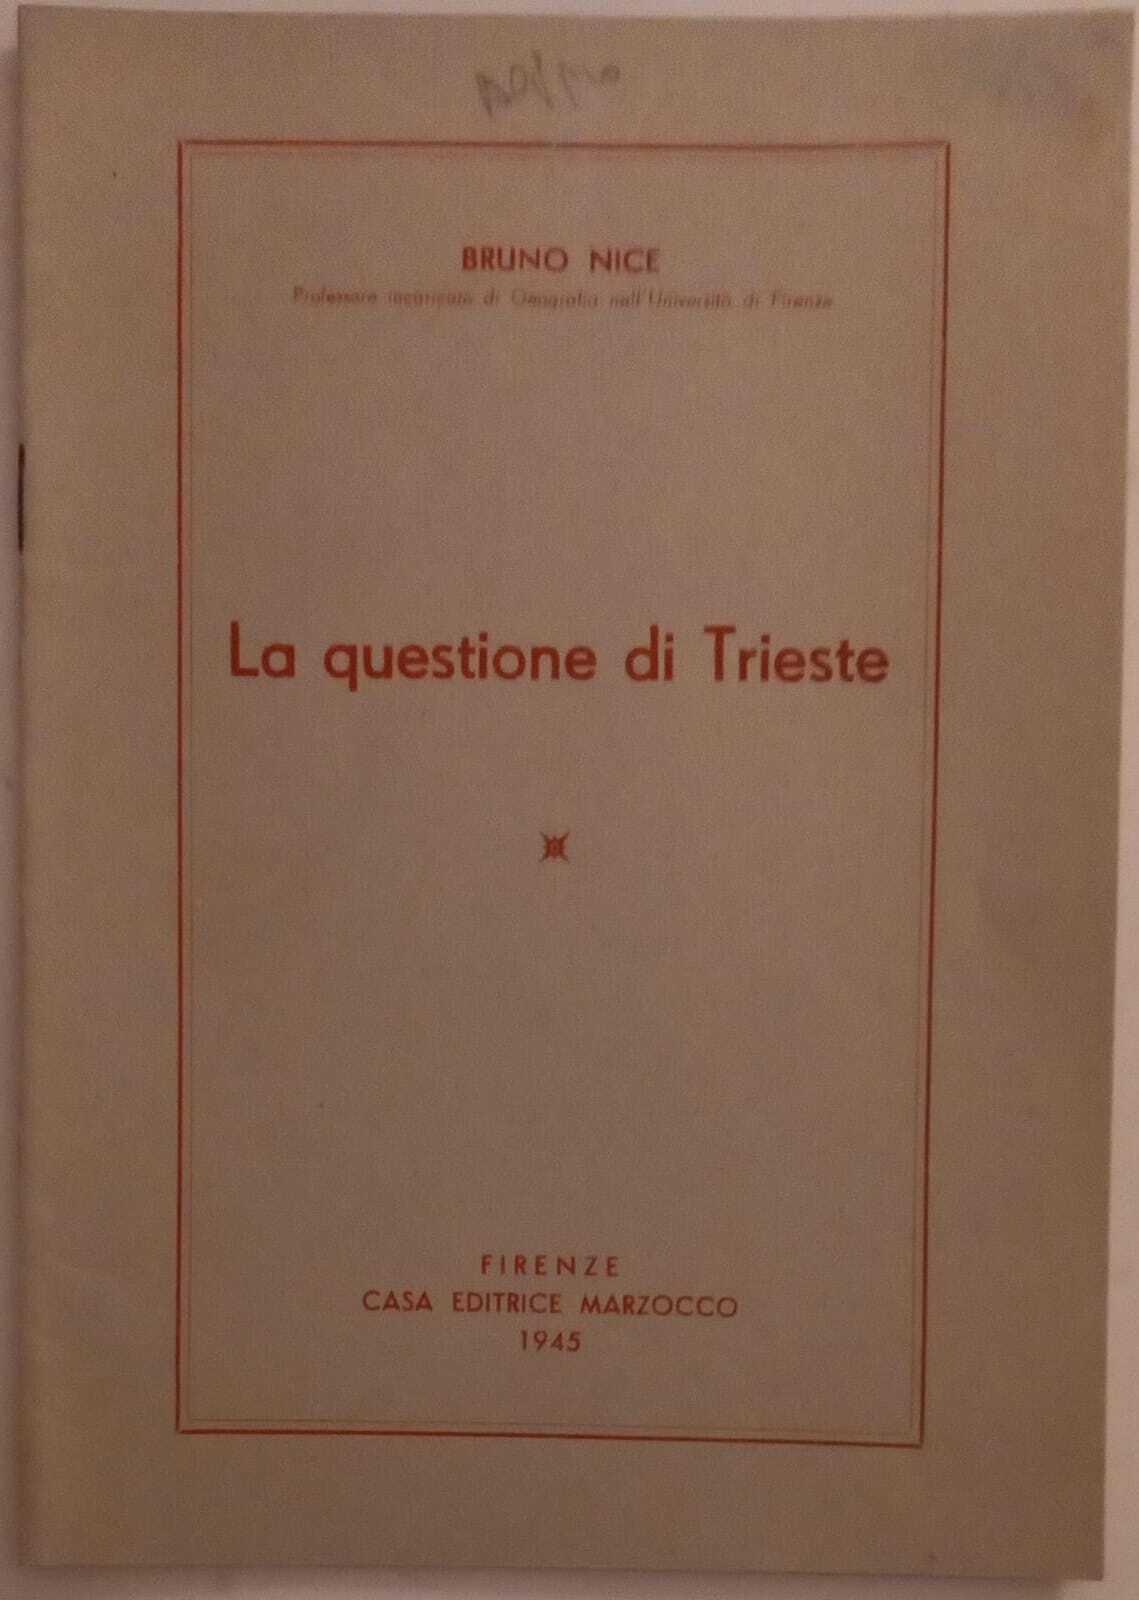 BRUNO NICE
Professore incaricato di Geografia nell'Università di Firenze
La questione di Trieste
FIRENZE
CASA EDITRICE MARZOCCO
1945